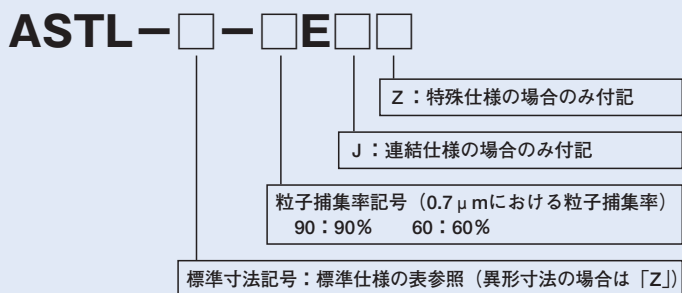 ASTL－□－□E□□
Z：特殊仕様の場合のみ付記
J：連結仕様の場合のみ付記
粒子捕集率記号（0.7μmにおける粒子捕集率）
90：90%　60：60%
標準寸法記号：標準仕様の表参照（異形寸法の場合は「Z」）